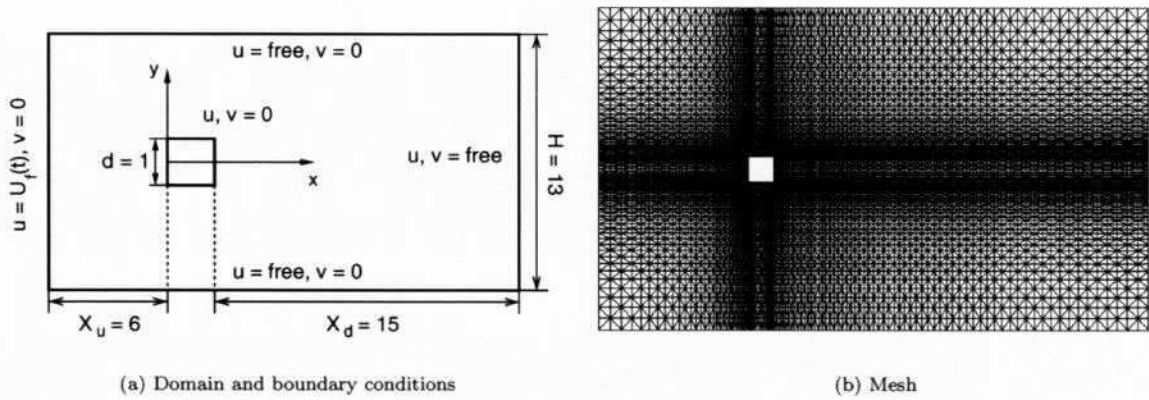 u = free, v = 0
y
u, v = 0
u = U_f(t), v = 0
d = 1
x
u, v = free
H = 13
u = free, v = 0
X_u = 6
X_d = 15
(a) Domain and boundary conditions
(b) Mesh